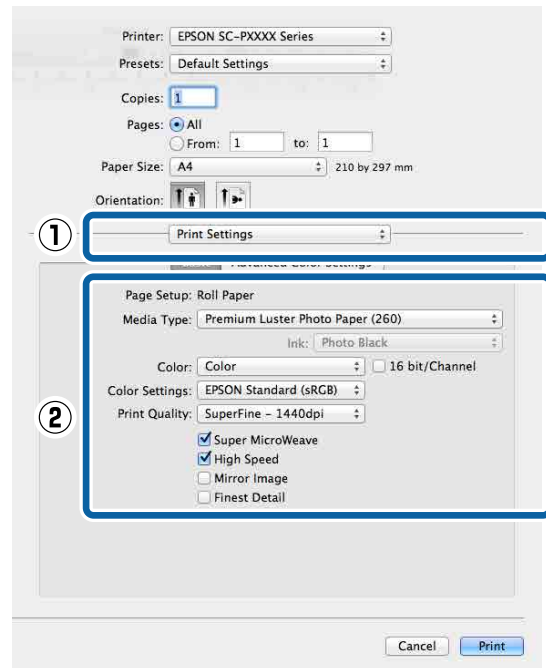 Printer: EPSON SC-PXXXX Series
Presets: Default Settings
Copies: 1
Pages: All
From: 1 to: 1
Paper Size: A4 210 by 297 mm
Orientation:
1 Print Settings
Advanced Color Settings
Page Setup: Roll Paper
Media Type: Premium Luster Photo Paper (260)
Ink: Photo Black
Color: Color 16 bit/Channel
Color Settings: EPSON Standard (sRGB)
2 Print Quality: SuperFine - 1440dpi
Super MicroWeave
High Speed
Mirror Image
Finest Detail
Cancel Print